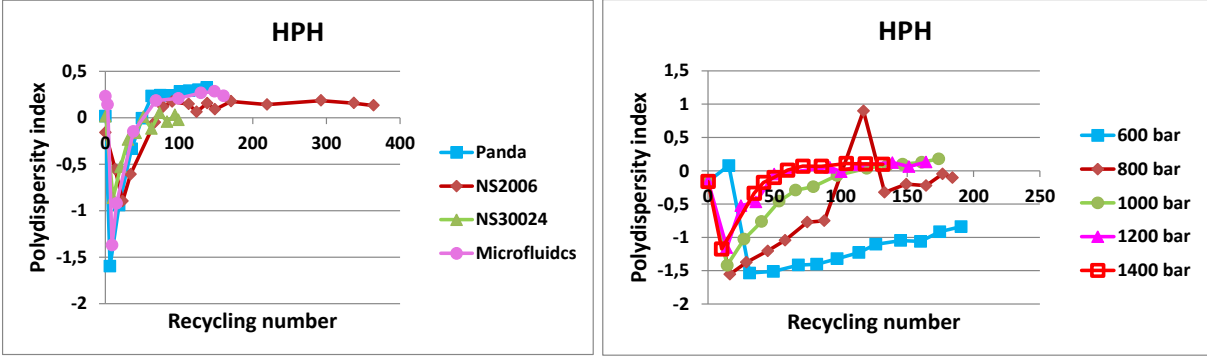 HPH
Polydispersity index
0,5
0
-0,5
-1
-1,5
-2
0 100 200 300 400
Recycling number
Panda
NS2006
NS30024
Microfluidcs
HPH
Polydispersity index
1,5
1
0,5
0
-0,5
-1
-1,5
-2
0 50 100 150 200 250
Recycling number
600 bar
800 bar
1000 bar
1200 bar
1400 bar